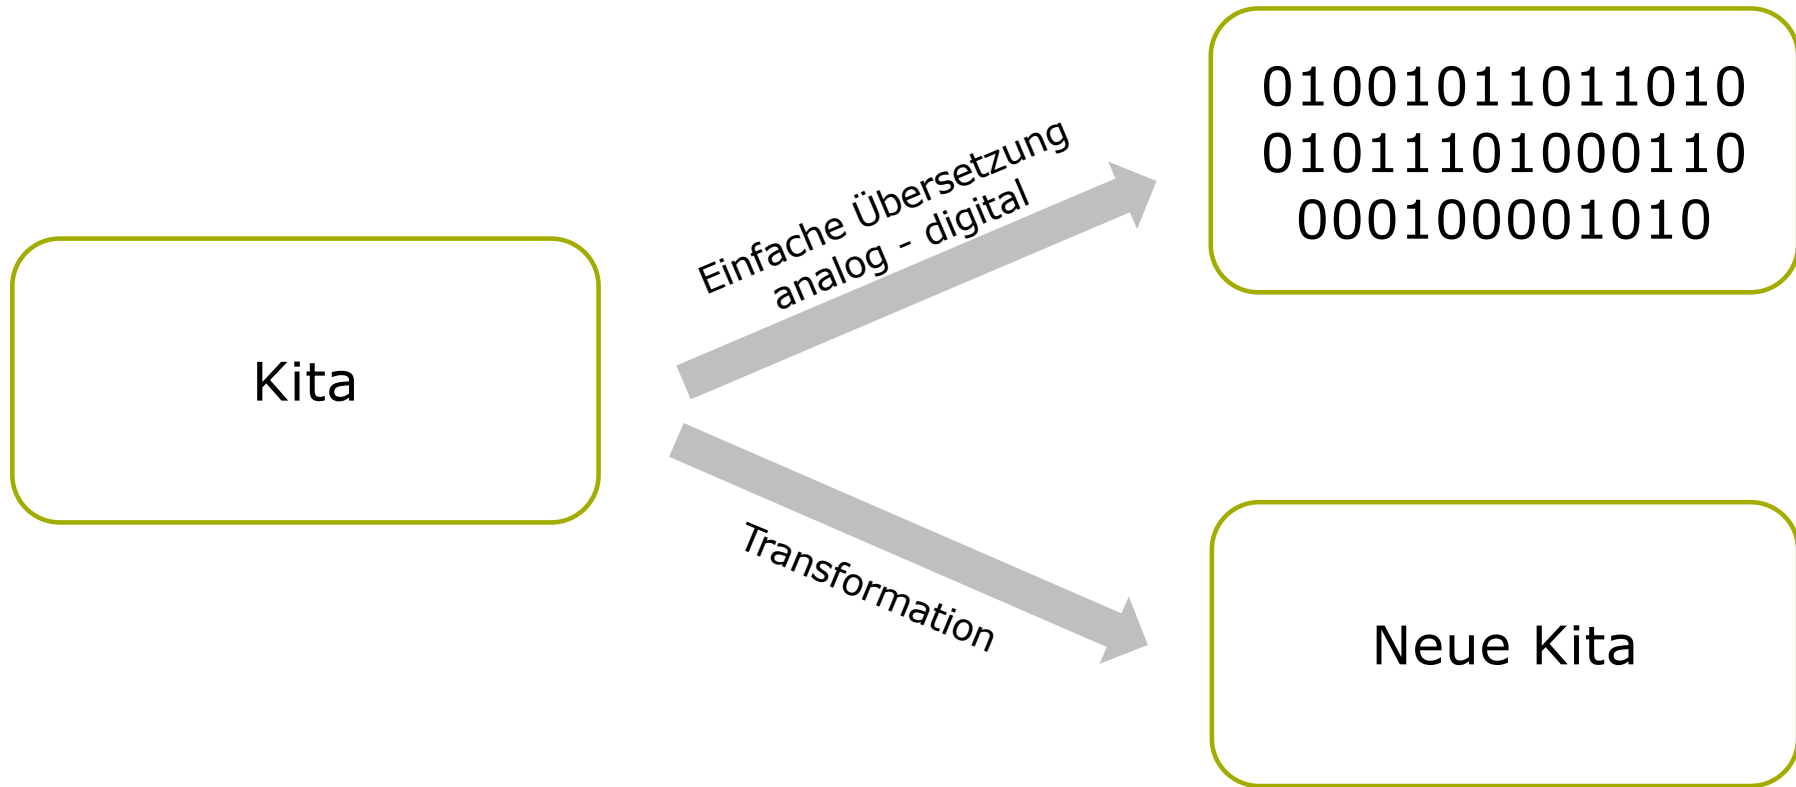 Kita
Einfache Übersetzung
analog - digital
01001011011010
01011101000110
000100001010
Transformation
Neue Kita